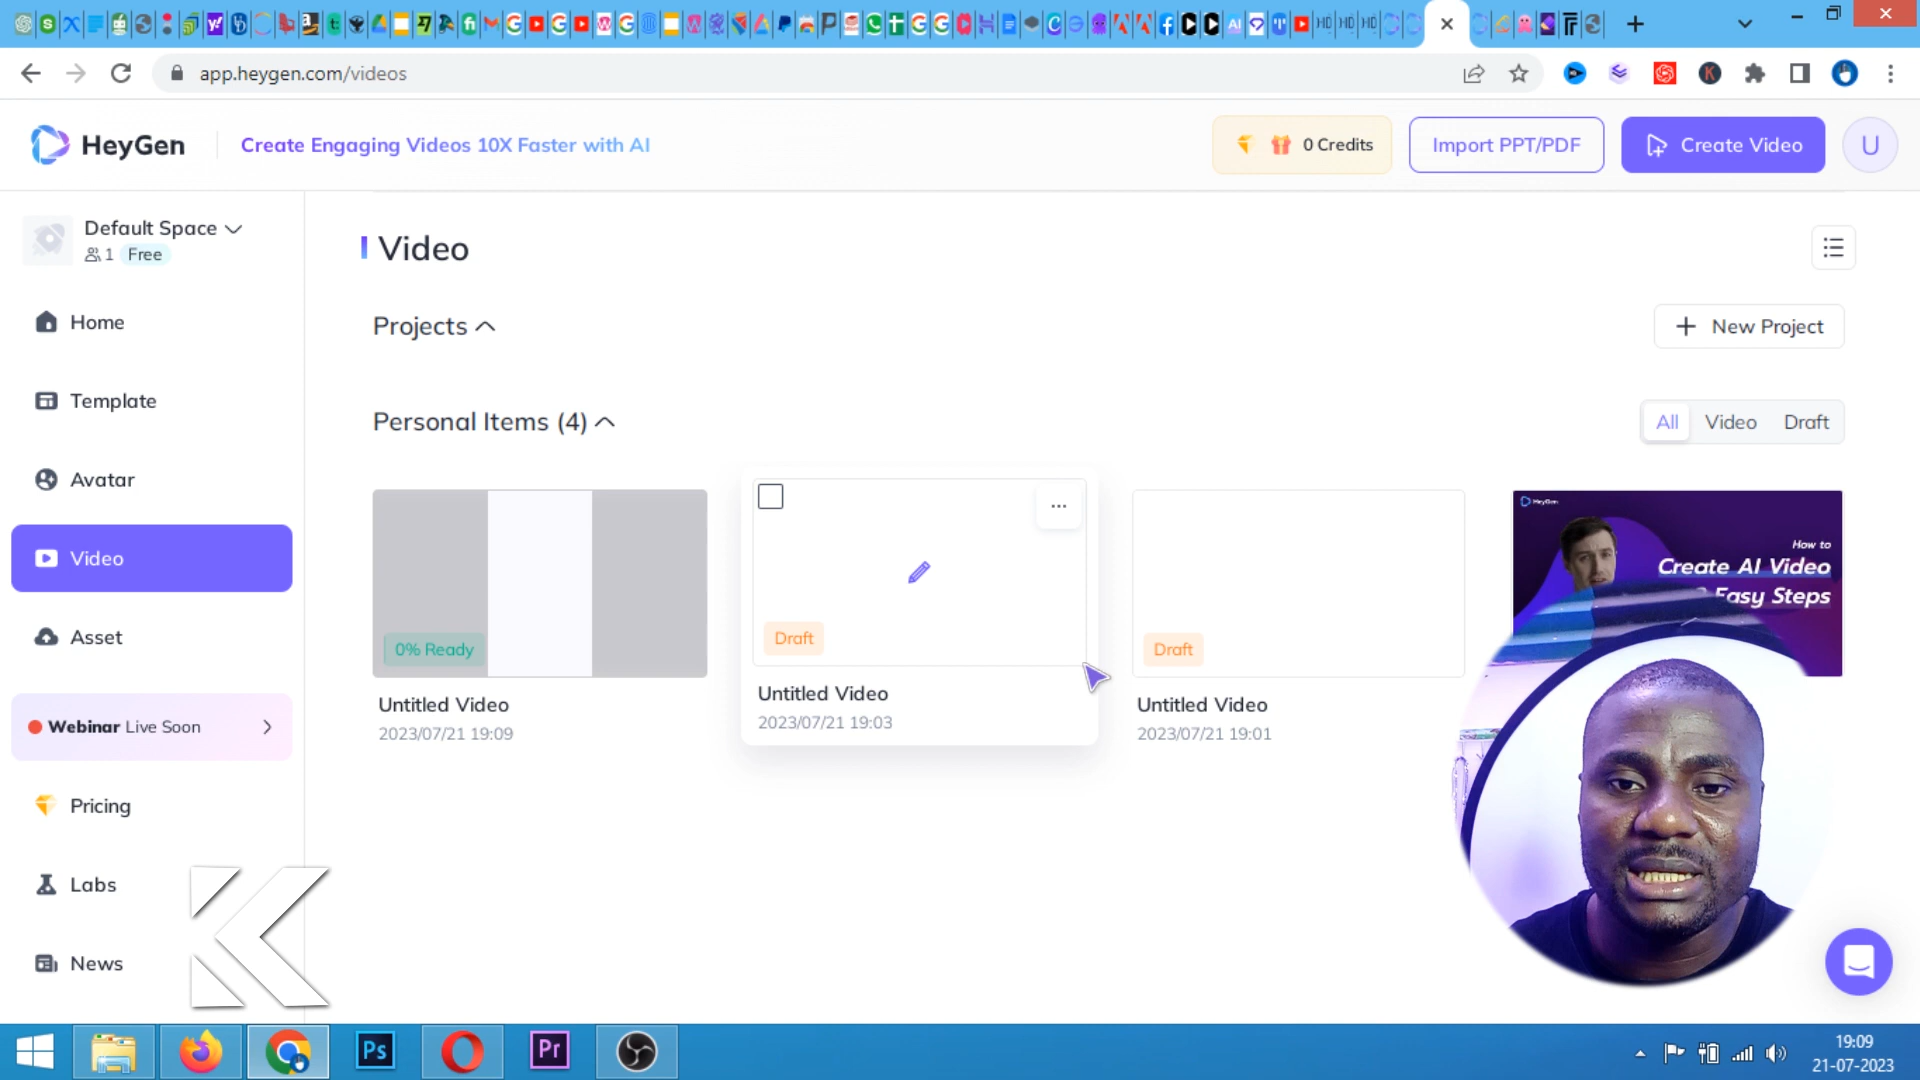 app.heygen.com/videos
HeyGen
Create Engaging Videos 10X Faster with AI
0 Credits
Import PPT/PDF
Create Video
U
Default Space
1 Free
Home
Template
Avatar
Video
Asset
Webinar Live Soon
Pricing
Labs
News
Video
Projects
New Project
Personal Items (4)
All
Video
Draft
0% Ready
Untitled Video
2023/07/21 19:09
...
Draft
Untitled Video
2023/07/21 19:03
Draft
Untitled Video
2023/07/21 19:01
HeyGen
How to
Create AI Video
Easy Steps
K
Ps
Pr
19:09
21-07-2023